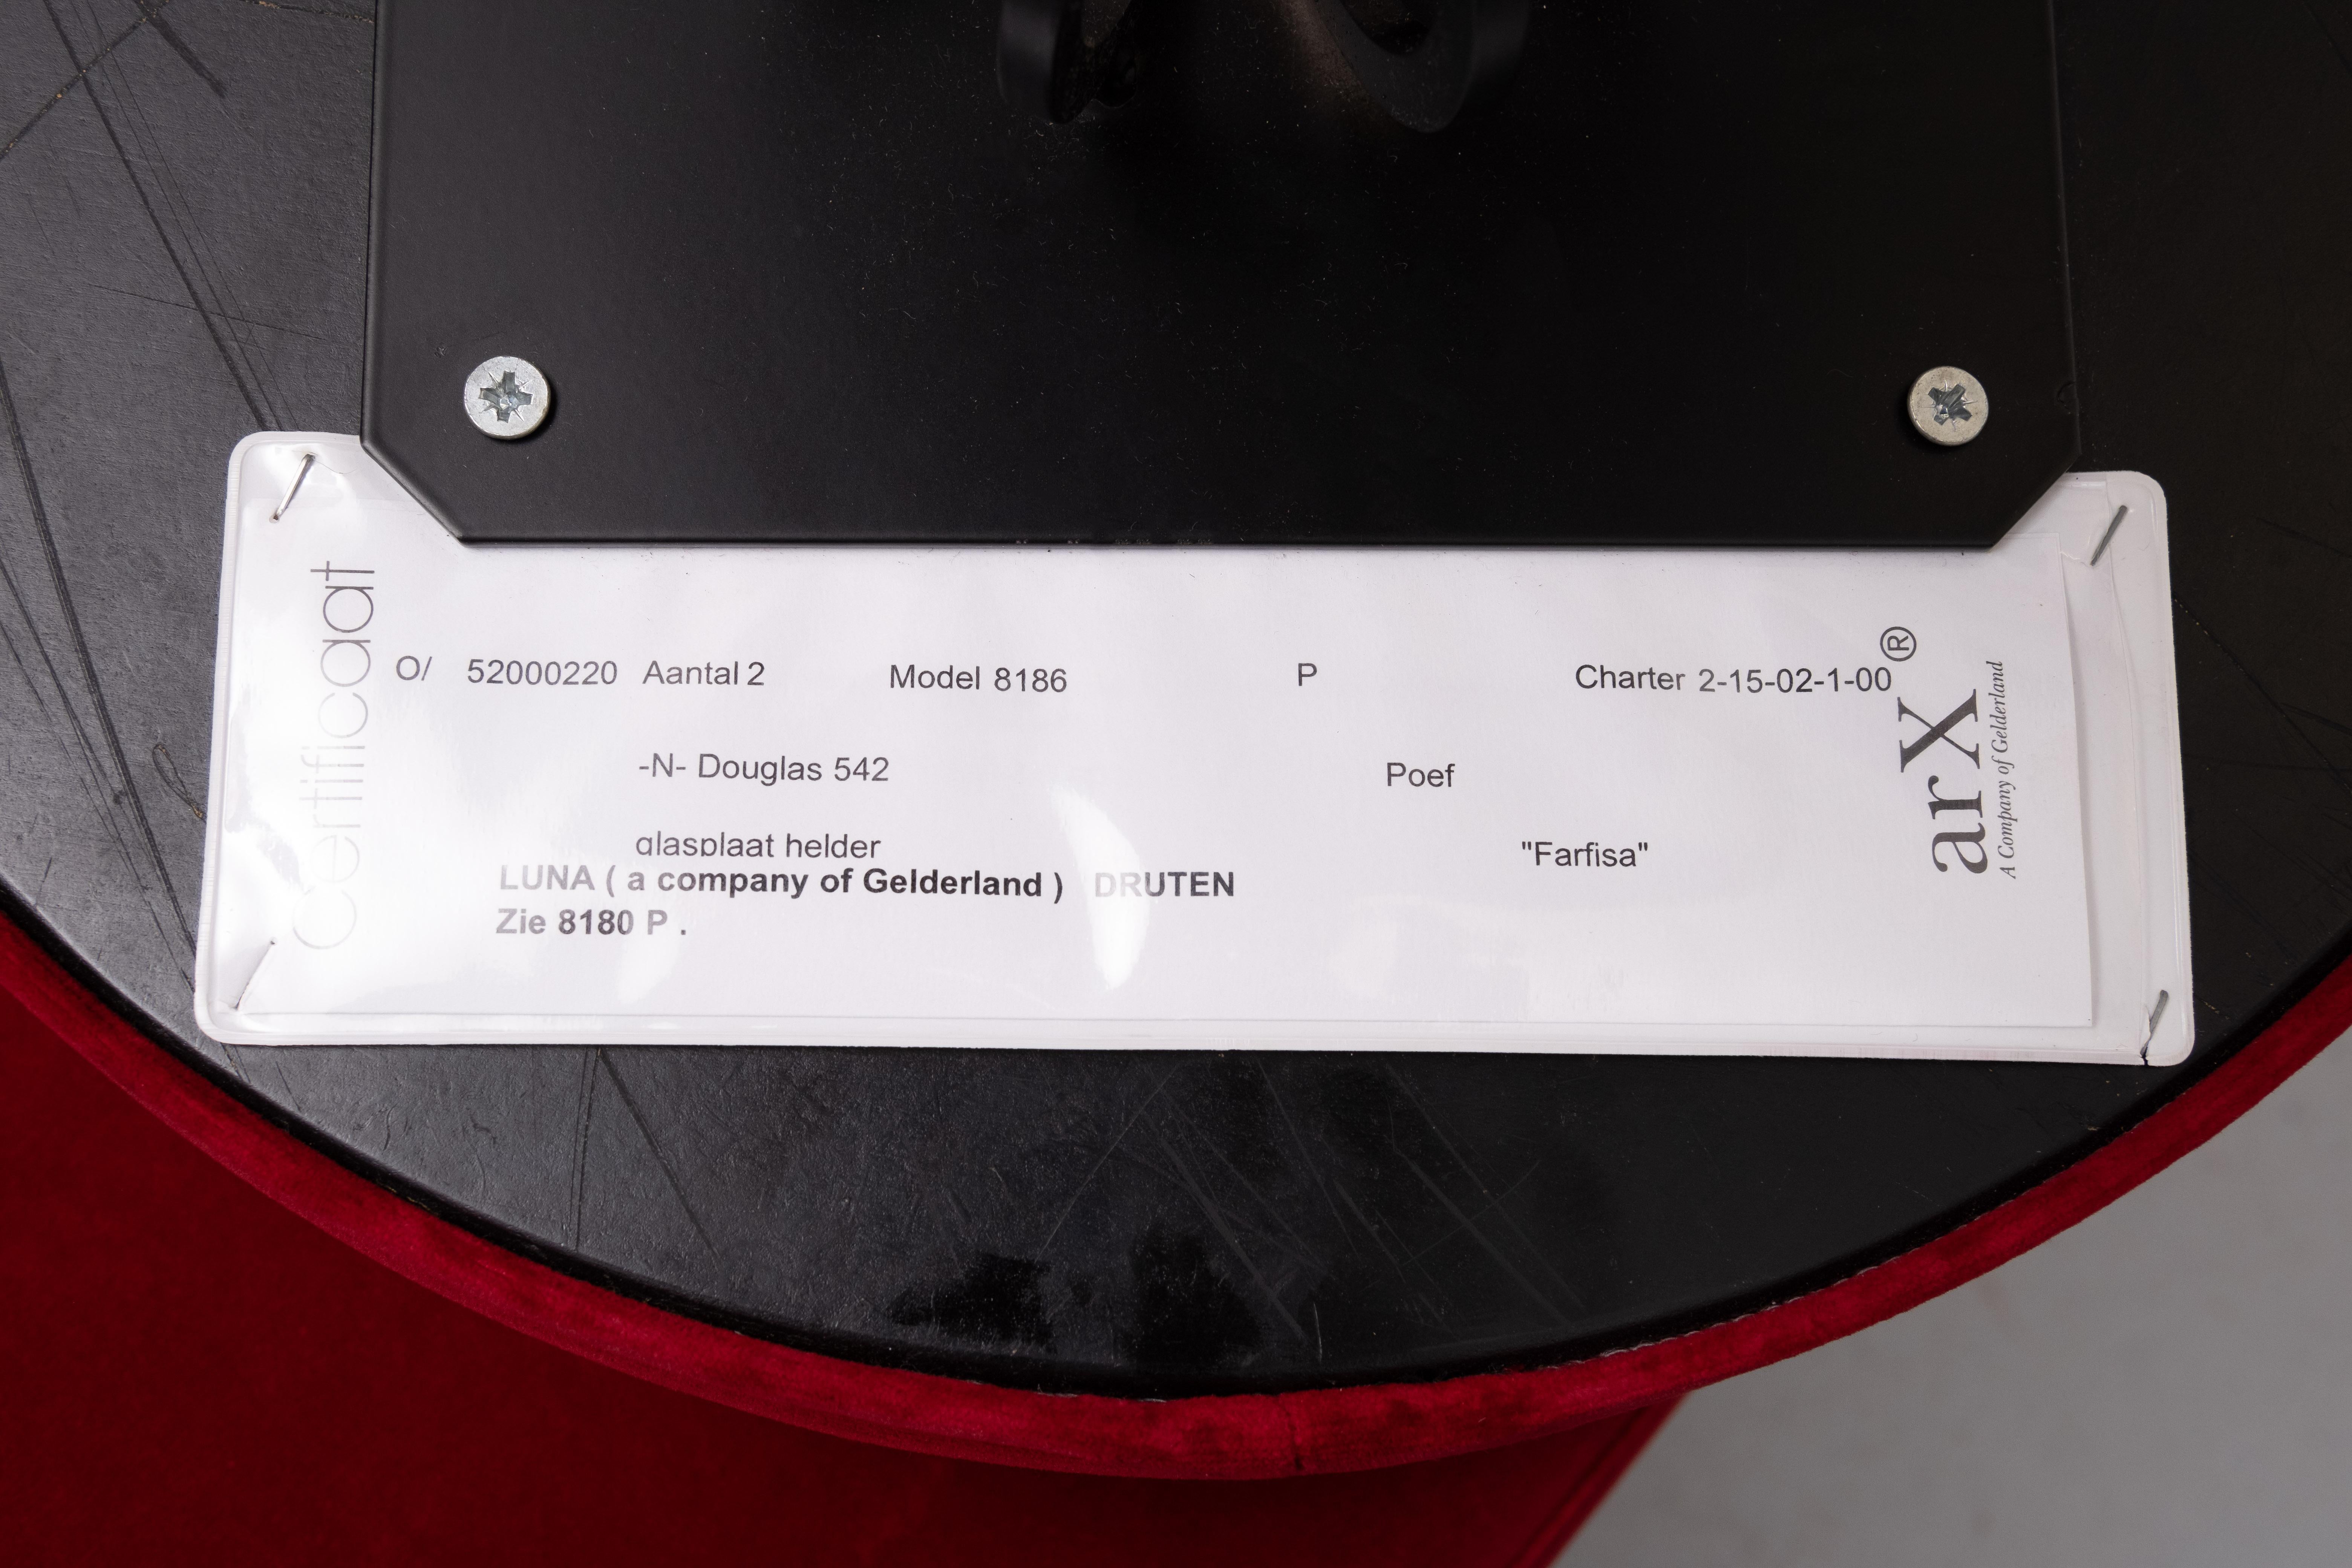 Certificaat
O/ 52000220 Aantal 2 Model 8186 P Charter 2-15-02-1-00
-N- Douglas 542 Poef
glasplaat helder "Farfisa"
LUNA ( a company of Gelderland ) DRUTEN
Zie 8180 P .
arX®
A Company of Gelderland